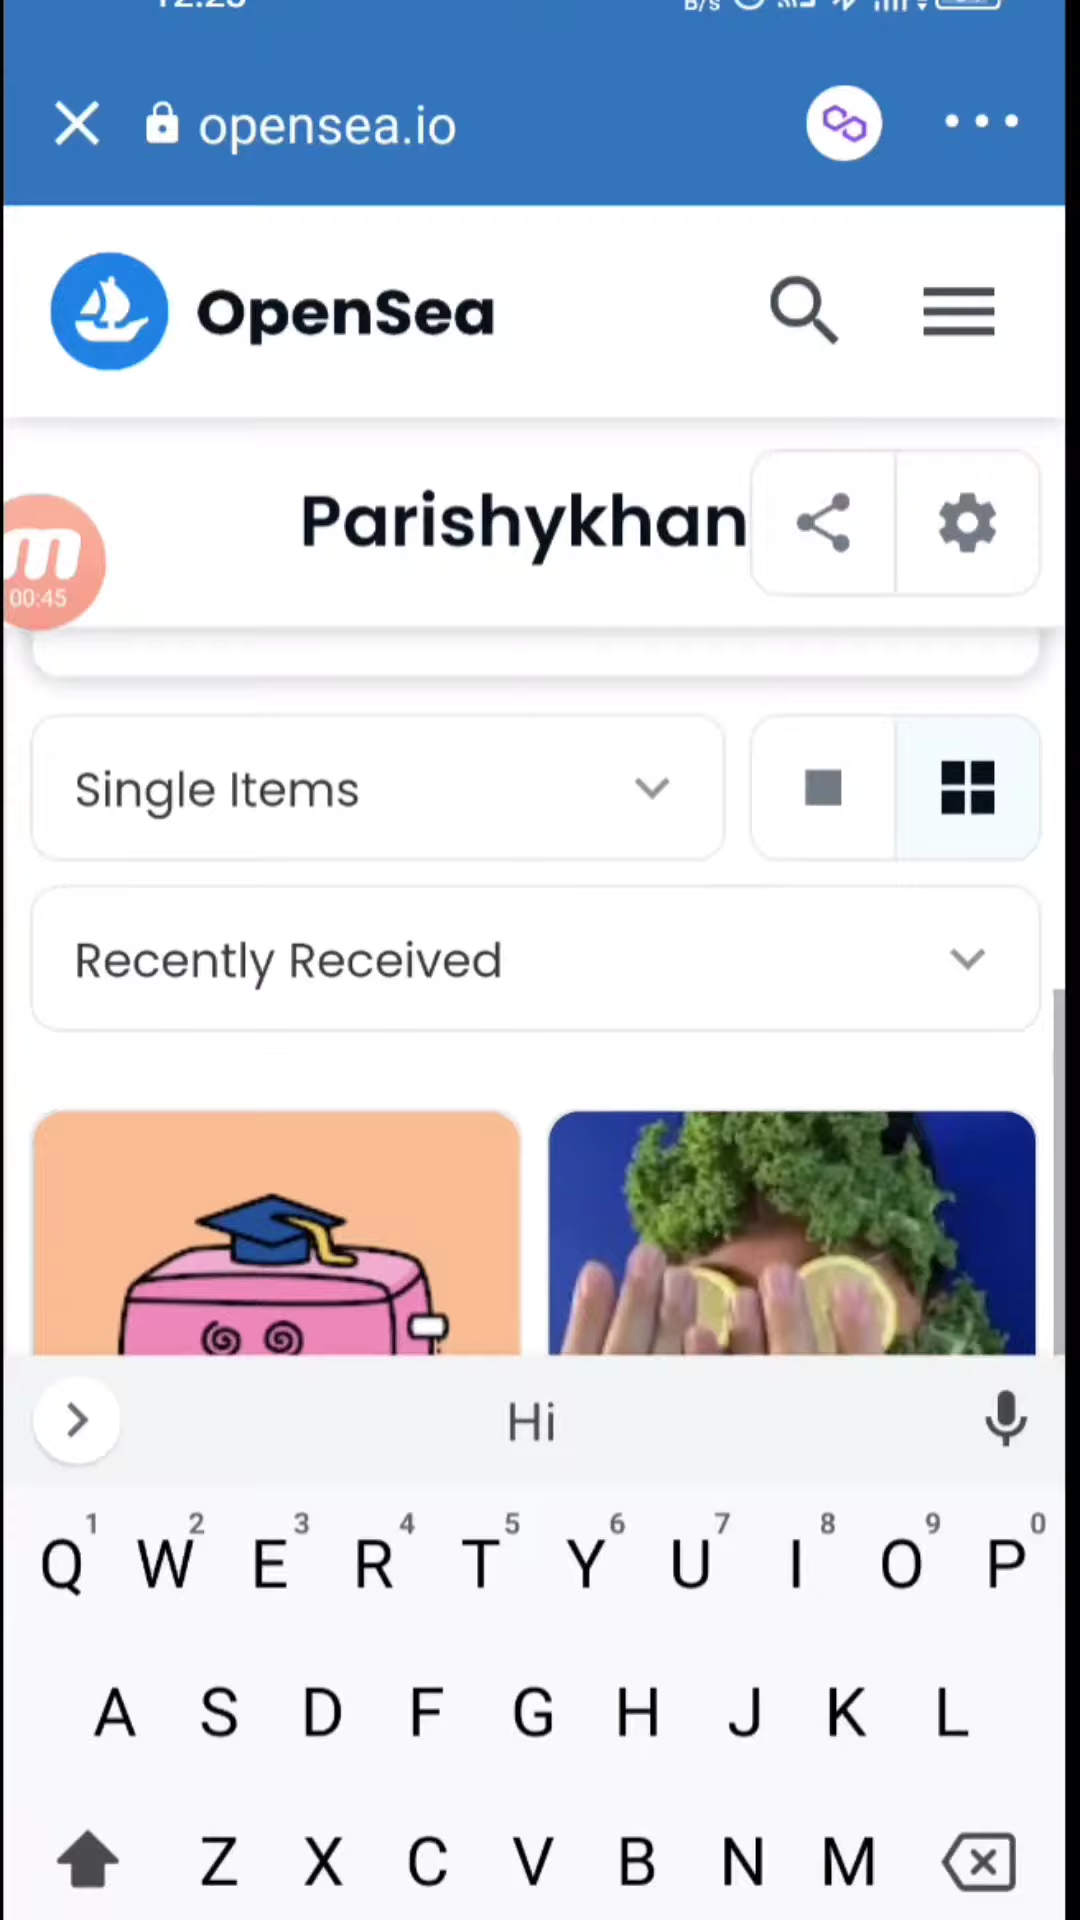 opensea.io
OpenSea
Parishykhan
m
00:45
Single Items
Recently Received
Hi
1 2 3 4 5 6 7 8 9 0
Q W E R T Y U I O P
A S D F G H J K L
Z X C V B N M